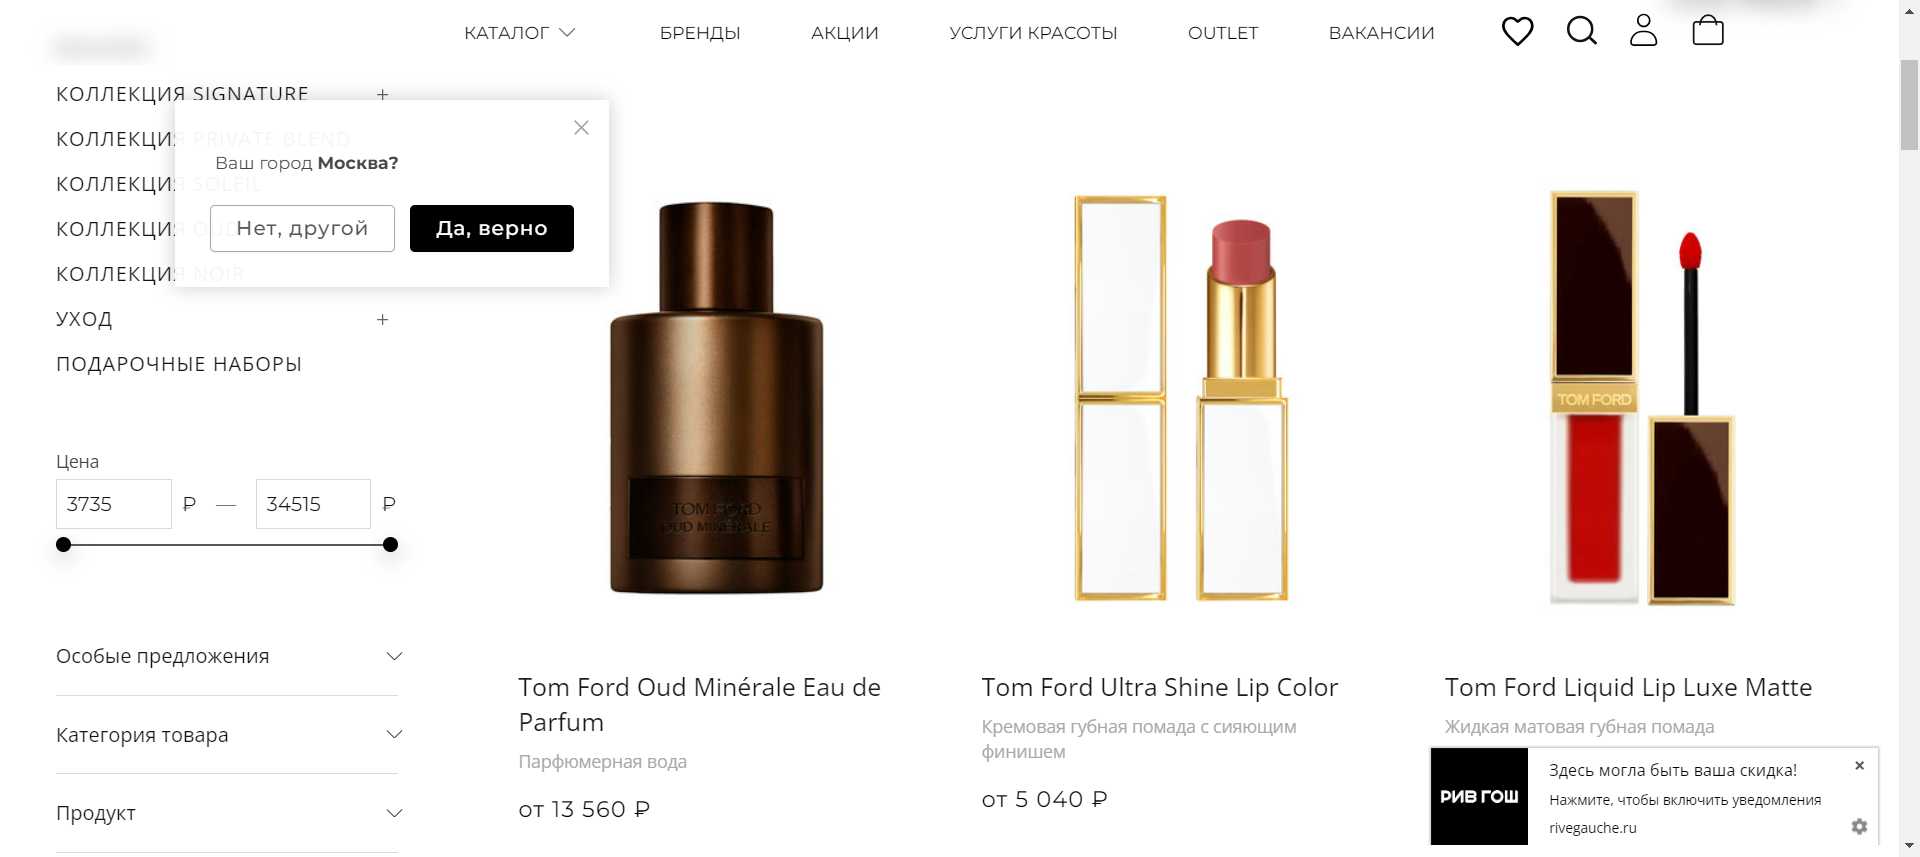 КАТАЛОГ
БРЕНДЫ
АКЦИИ
УСЛУГИ КРАСОТЫ
OUTLET
ВАКАНСИИ
КОЛЛЕКЦИЯ SIGNATURE +
КОЛЛЕКЦИЯ PRIVATE BLEND
КОЛЛЕКЦИЯ SOLEIL
КОЛЛЕКЦИЯ OUD
КОЛЛЕКЦИЯ NOIR
УХОД +
ПОДАРОЧНЫЕ НАБОРЫ
Ваш город Москва?
Нет, другой
Да, верно
Цена
3735 ₽ — 34515 ₽
Особые предложения
Категория товара
Продукт
TOM FORD
OUD MINÉRALE
Tom Ford Oud Minérale Eau de
Parfum
Парфюмерная вода
от 13 560 ₽
Tom Ford Ultra Shine Lip Color
Кремовая губная помада с сияющим
финишем
от 5 040 ₽
TOM FORD
Tom Ford Liquid Lip Luxe Matte
Жидкая матовая губная помада
РИВ ГОШ
Здесь могла быть ваша скидка!
Нажмите, чтобы включить уведомления
rivegauche.ru